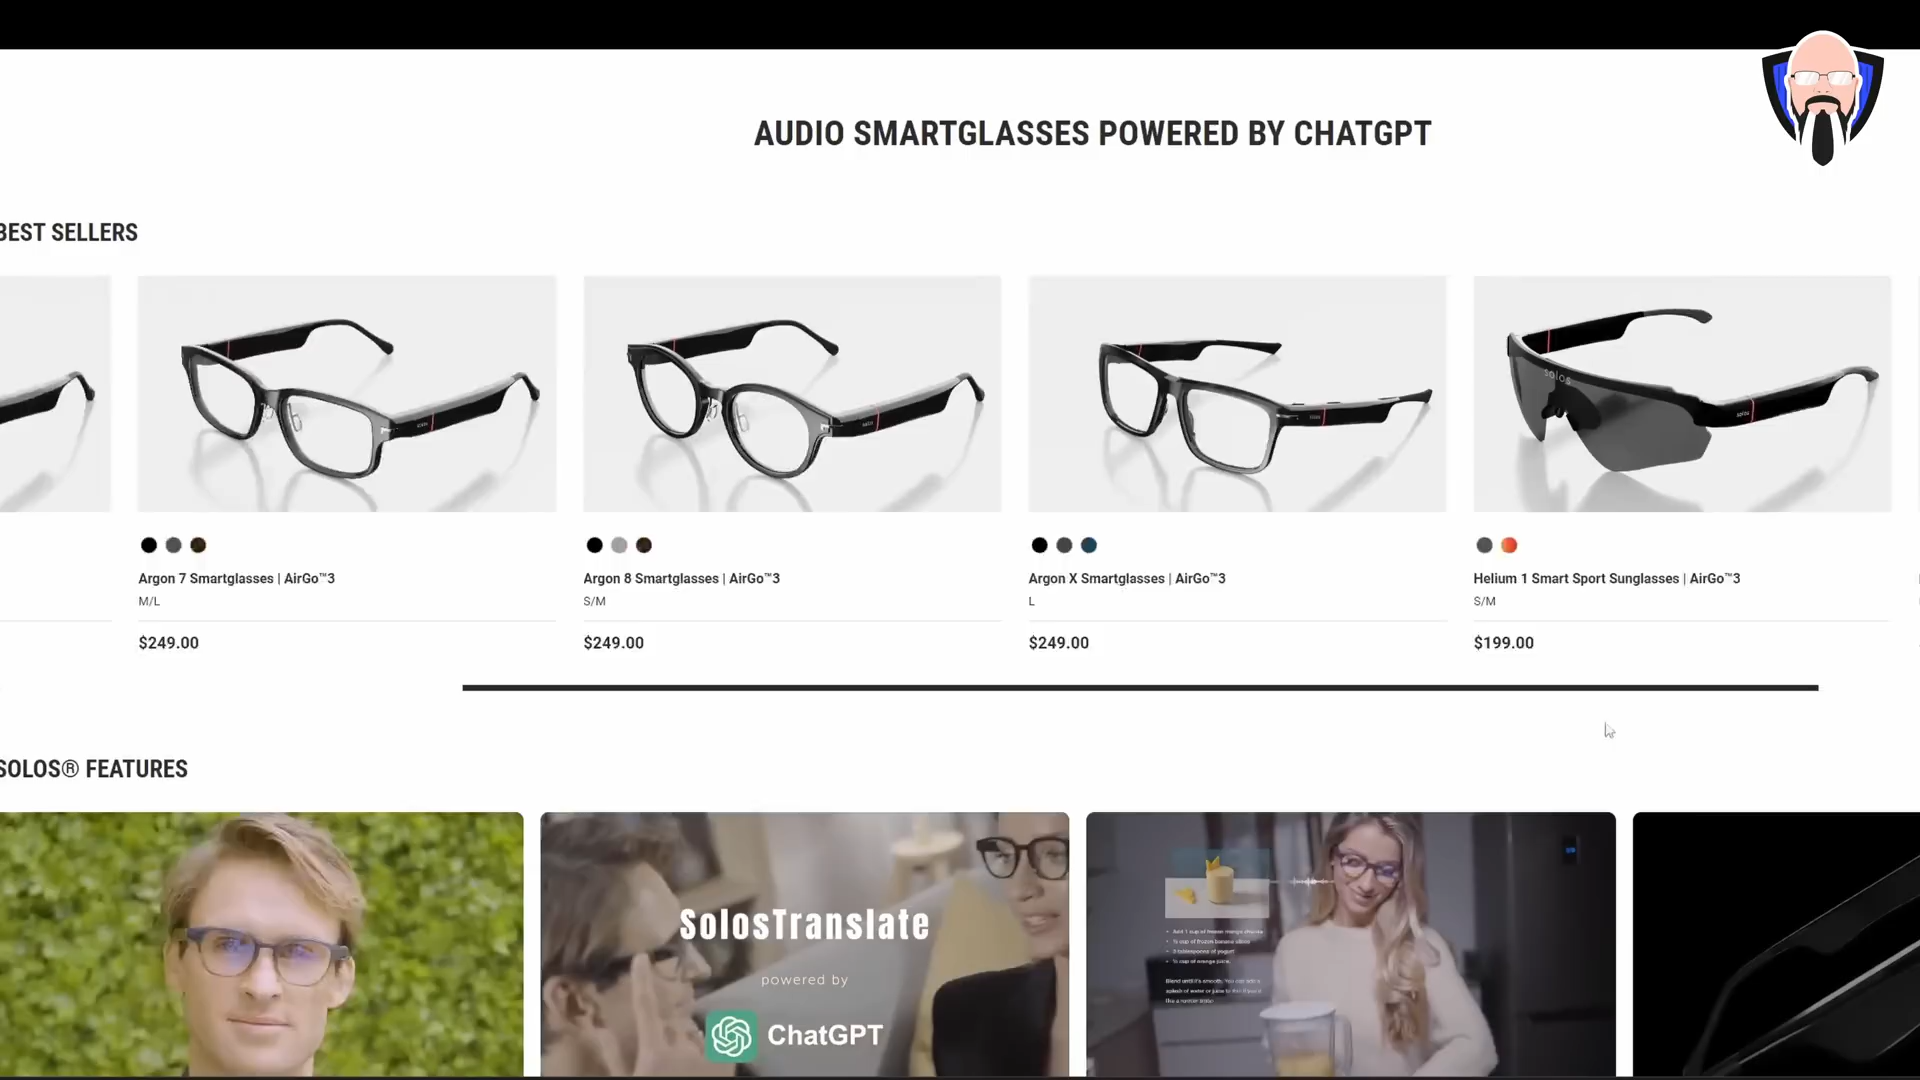 AUDIO SMARTGLASSES POWERED BY CHATGPT
BEST SELLERS
solos
Argon 7 Smartglasses | AirGo™3
M/L
$249.00
Argon 8 Smartglasses | AirGo™3
S/M
$249.00
Argon X Smartglasses | AirGo™3
L
$249.00
Helium 1 Smart Sport Sunglasses | AirGo™3
S/M
$199.00
SOLOS® FEATURES
SolosTranslate
powered by
ChatGPT